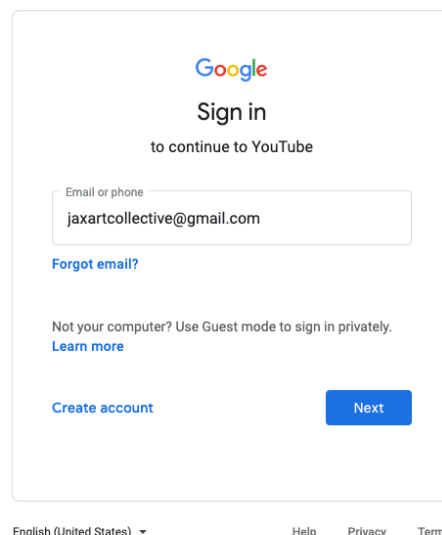 Google
Sign in
to continue to YouTube
Email or phone
jaxartcollective@gmail.com
Forgot email?
Not your computer? Use Guest mode to sign in privately.
Learn more
Create account
Next
English (United States)
Help Privacy Term